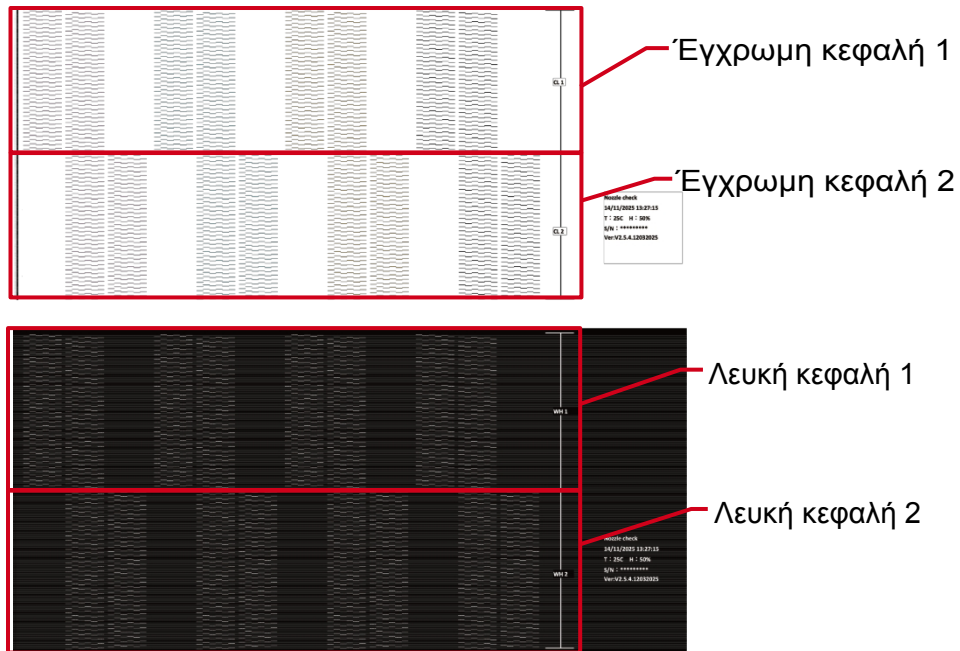 Έγχρωμη κεφαλή 1
CL 1
Έγχρωμη κεφαλή 2
CL 2
Nozzle check
14/11/2025 13:27:15
T : 25C H : 50%
S/N : *********
Ver:V2.5.4.12032025
Λευκή κεφαλή 1
WH 1
Λευκή κεφαλή 2
WH 2
Nozzle check
14/11/2025 13:27:15
T : 25C H : 50%
S/N : *********
Ver:V2.5.4.12032025